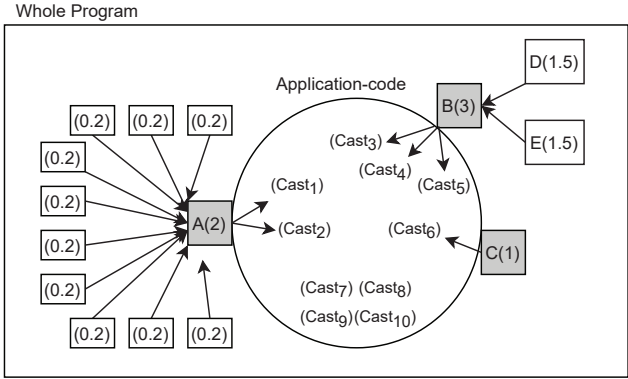 Whole Program
D(1.5)
Application-code
B(3)
(0.2) (0.2) (0.2)
E(1.5)
(Cast3)
(0.2)
(Cast4)
(Cast1) (Cast5)
(0.2)
A(2) (Cast2) (Cast6)
(0.2)
C(1)
(0.2)
(Cast7) (Cast8)
(Cast9)(Cast10)
(0.2) (0.2) (0.2)